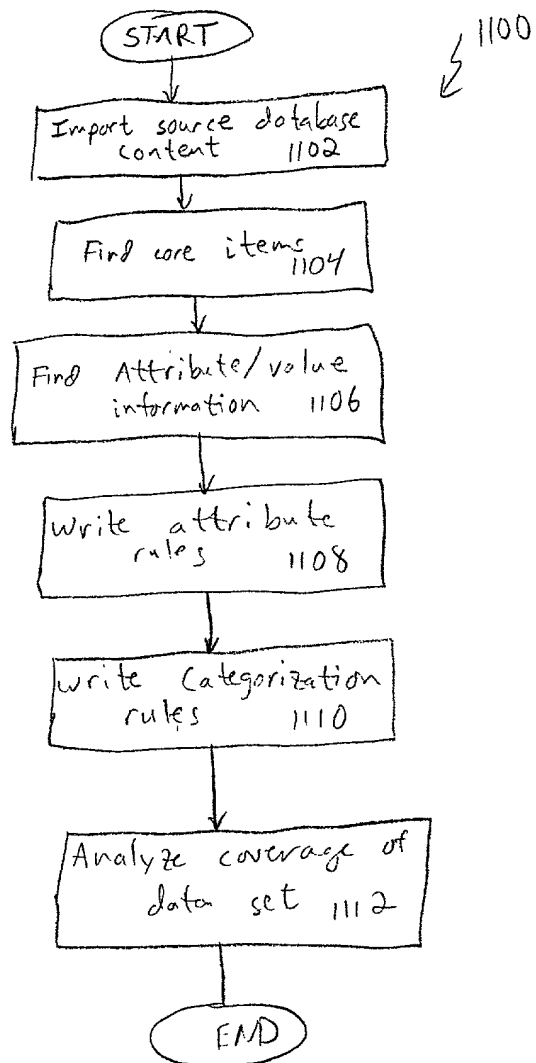 START
1100
Import source database
content 1102
Find core items
1104
Find Attribute/value
information 1106
Write attribute
rules 1108
Write Categorization
rules 1110
Analyze coverage of
data set 1112
END